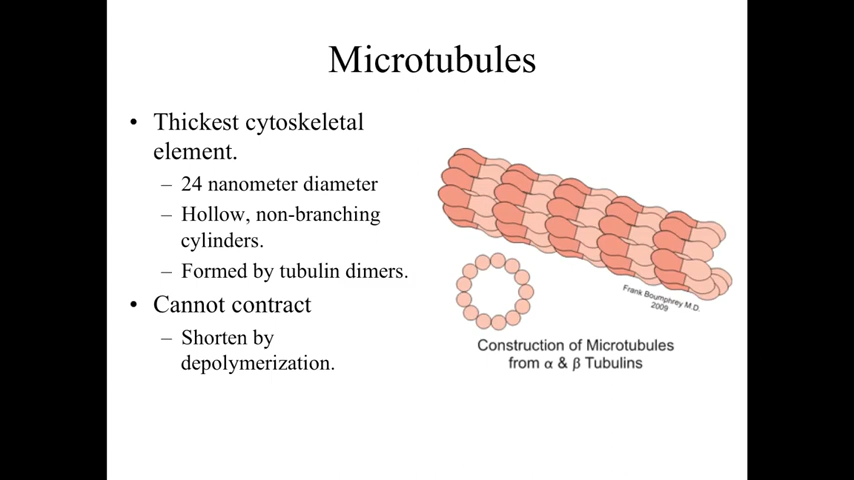 Microtubules
• Thickest cytoskeletal
element.
– 24 nanometer diameter
– Hollow, non-branching
cylinders.
– Formed by tubulin dimers.
• Cannot contract
– Shorten by
depolymerization.
Frank Boumphrey M.D.
2009
Construction of Microtubules
from α & β Tubulins